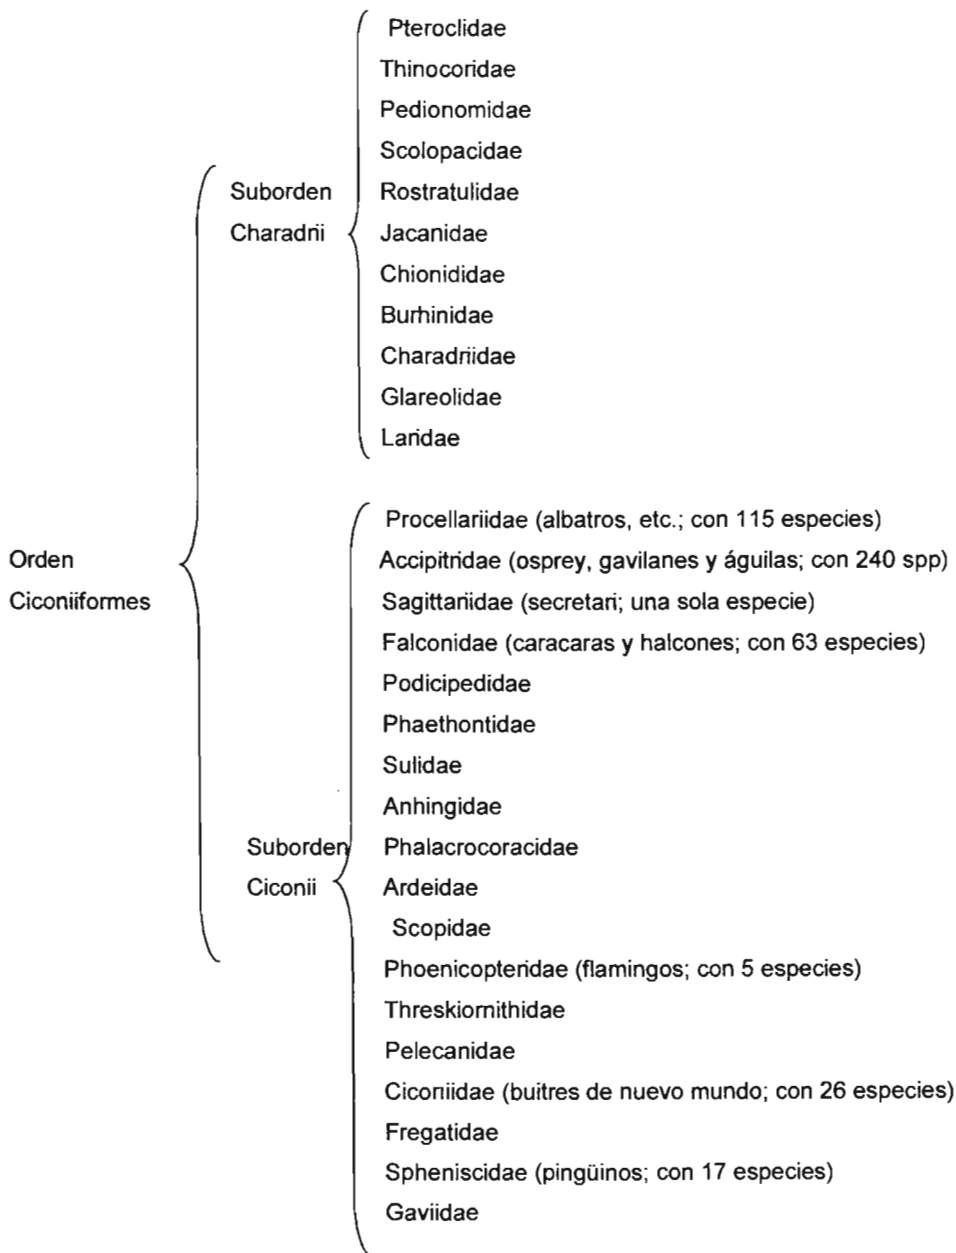 Pteroclidae
Thinocoridae
Pedionomidae
Scolopacidae
Suborden
Charadrii
Rostratulidae
Jacanidae
Chionididae
Burhinidae
Charadriidae
Glareolidae
Laridae
Orden
Ciconiiformes
Procellariidae (albatros, etc.; con 115 especies)
Accipitridae (osprey, gavilanes y águilas; con 240 spp)
Sagittariidae (secretari; una sola especie)
Falconidae (caracaras y halcones; con 63 especies)
Podicipedidae
Phaethontidae
Sulidae
Anhingidae
Suborden
Ciconii
Phalacrocoracidae
Ardeidae
Scopidae
Phoenicopteridae (flamingos; con 5 especies)
Threskiornithidae
Pelecanidae
Ciconiidae (buitres de nuevo mundo; con 26 especies)
Fregatidae
Spheniscidae (pingüinos; con 17 especies)
Gaviidae